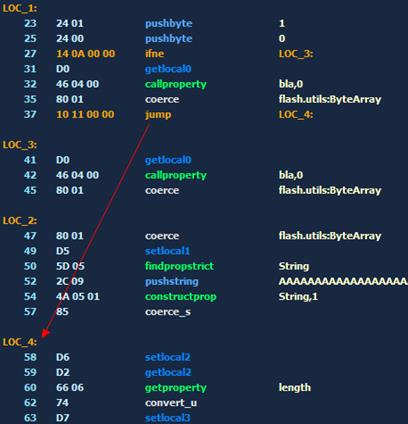 LOC_1:
23 24 01 pushbyte 1
25 24 00 pushbyte 0
27 14 0A 00 00 ifne LOC_3:
31 D0 getlocal0
32 46 04 00 callproperty bla,0
35 80 01 coerce flash.utils:ByteArray
37 10 11 00 00 jump LOC_4:
LOC_3:
41 D0 getlocal0
42 46 04 00 callproperty bla,0
45 80 01 coerce flash.utils:ByteArray
LOC_2:
47 80 01 coerce flash.utils:ByteArray
49 D5 setlocal1
50 5D 05 findpropstrict String
52 2C 09 pushstring AAAAAAAAAAAAAAAAAA
54 4A 05 01 constructprop String,1
57 85 coerce_s
LOC_4:
58 D6 setlocal2
59 D2 getlocal2
60 66 06 getproperty length
62 74 convert_u
63 D7 setlocal3